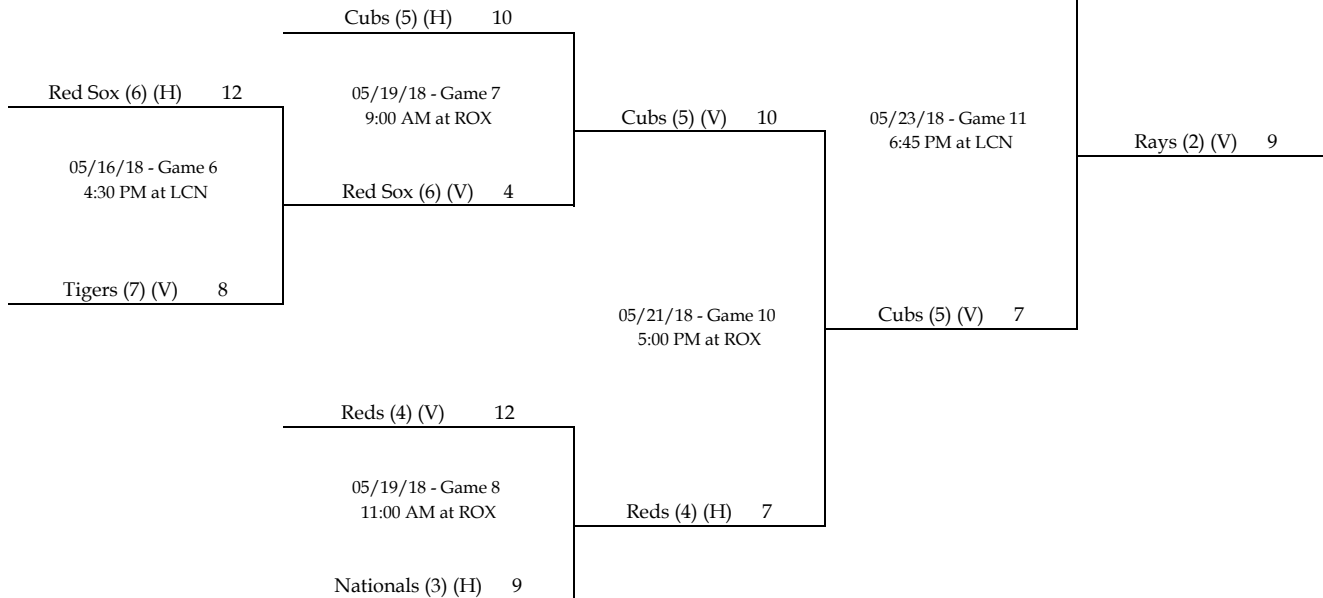 Cubs (5) (H) 10
Red Sox (6) (H) 12
05/19/18 - Game 7
9:00 AM at ROX
Cubs (5) (V) 10
05/23/18 - Game 11
6:45 PM at LCN
Rays (2) (V) 9
05/16/18 - Game 6
4:30 PM at LCN
Red Sox (6) (V) 4
Tigers (7) (V) 8
05/21/18 - Game 10
5:00 PM at ROX
Cubs (5) (V) 7
Reds (4) (V) 12
05/19/18 - Game 8
11:00 AM at ROX
Reds (4) (H) 7
Nationals (3) (H) 9